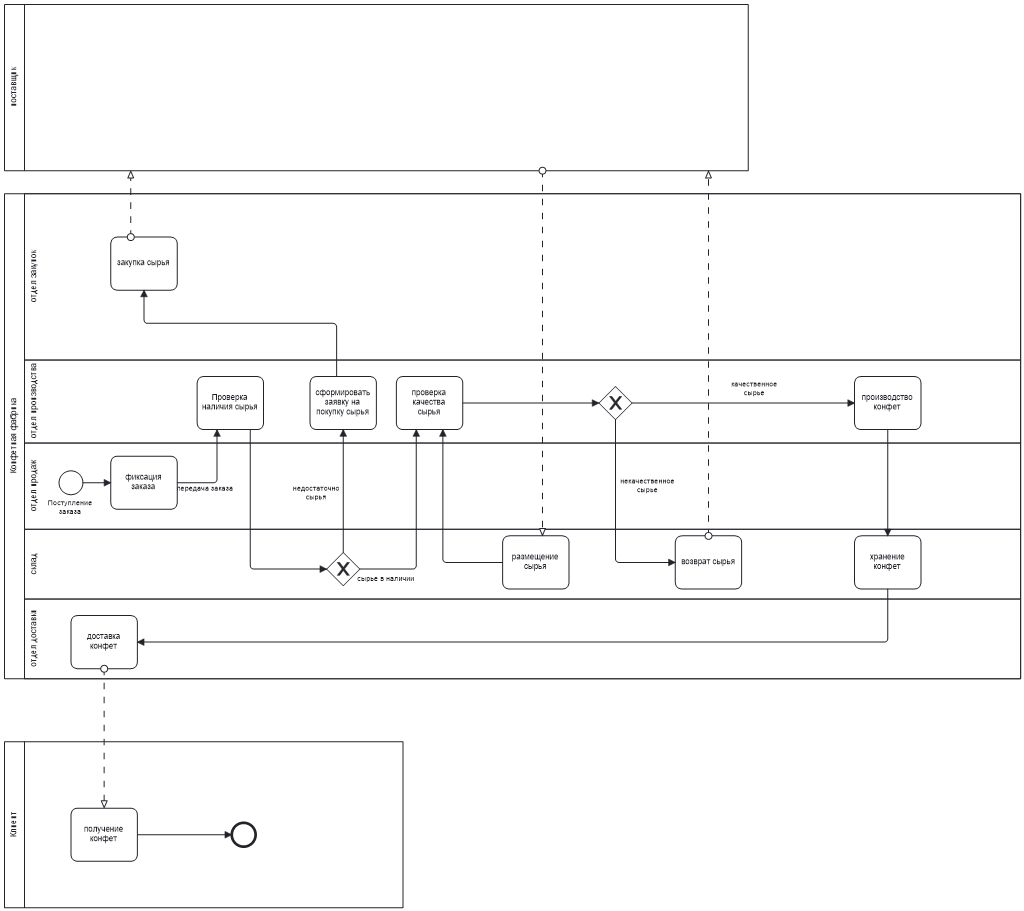 поставщик
Конфетная фабрика
отдел закупок
закупка сырья
отдел производства
Проверка
наличия сырья
сформировать
заявку на
покупку сырья
проверка
качества
сырья
качественное
сырье
производство
конфет
отдел продаж
Поступление
заказа
фиксация
заказа
передача заказа
недостаточно
сырья
некачественное
сырье
склад
X
X
сырье в наличии
размещение
сырья
возврат сырья
хранение
конфет
отдел доставки
доставка
конфет
Клиент
получение
конфет